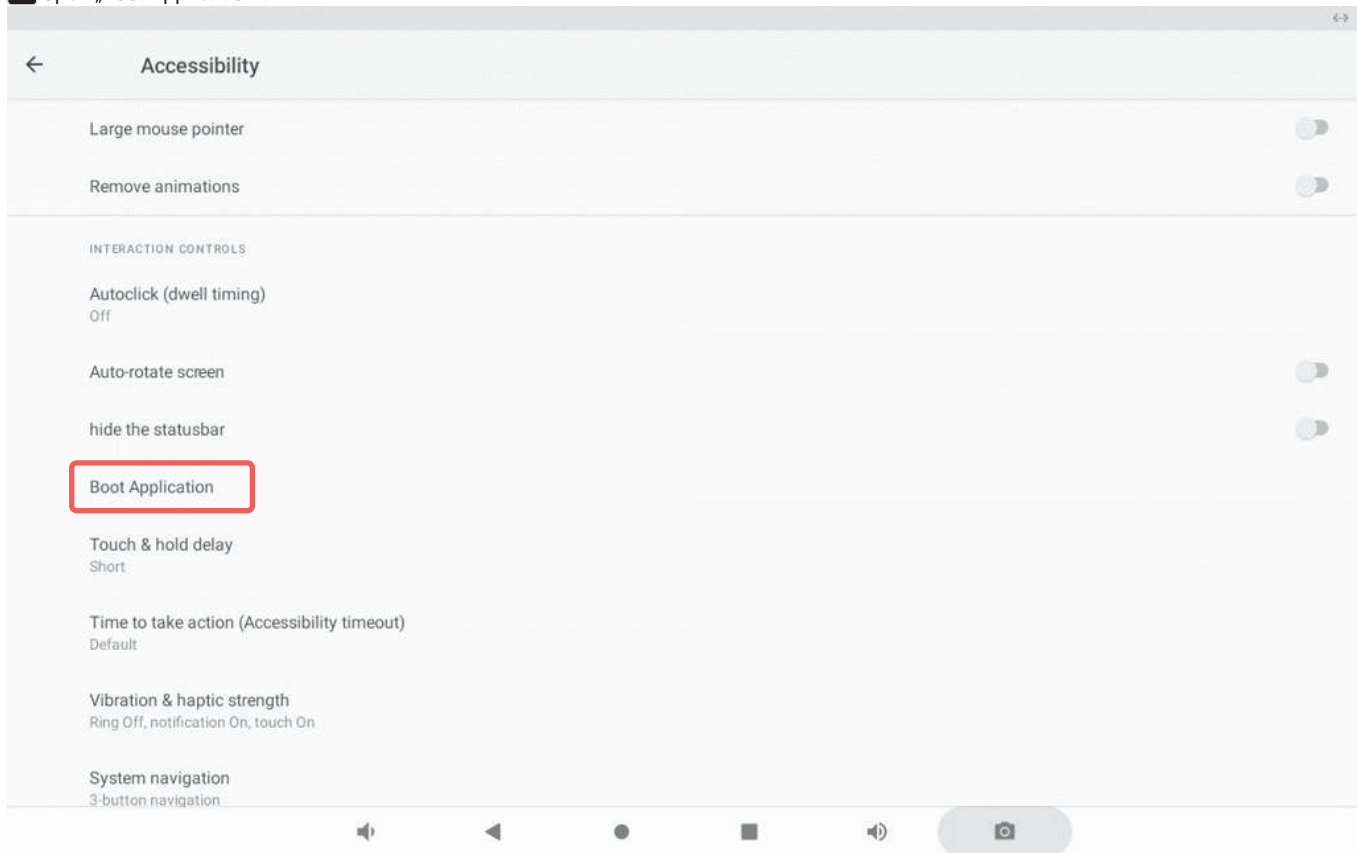 Accessibility
Large mouse pointer
Remove animations
INTERACTION CONTROLS
Autoclick (dwell timing)
Off
Auto-rotate screen
hide the statusbar
Boot Application
Touch & hold delay
Short
Time to take action (Accessibility timeout)
Default
Vibration & haptic strength
Ring Off, notification On, touch On
System navigation
3-button navigation